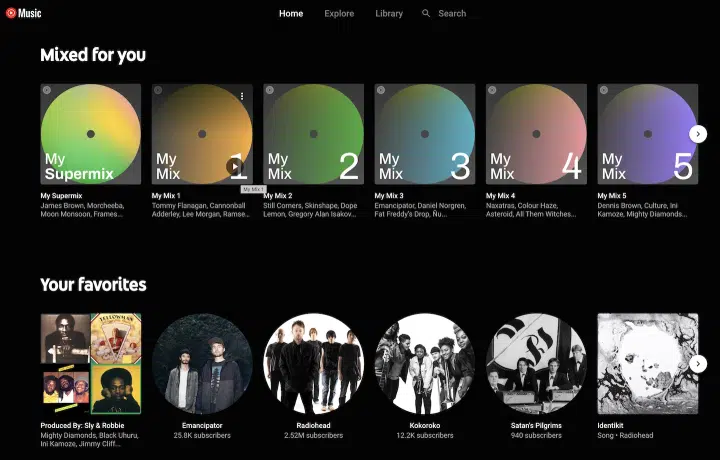 Music
Home Explore Library Search
Mixed for you
My
Supermix
My
Mix 1
My
Mix 2
My
Mix 3
My
Mix 4
My
Mix 5
My Mix 1
My Supermix
James Brown, Morcheeba,
Moon Monsoon, Frames...
My Mix 1
Tommy Flanagan, Cannonball
Adderley, Lee Morgan, Ramse...
My Mix 2
Still Corners, Skinshape, Dope
Lemon, Gregory Alan Isakov...
My Mix 3
Emancipator, Daniel Norgren,
Fat Freddy's Drop, Nu...
My Mix 4
Naxatras, Colour Haze,
Asteroid, All Them Witches...
My Mix 5
Dennis Brown, Culture, Ini
Kamoze, Mighty Diamonds...
Your favorites
YELLOWMAN
Produced By: Sly & Robbie
Mighty Diamonds, Black Uhuru,
Ini Kamoze, Jimmy Cliff...
Emancipator
25.8K subscribers
Radiohead
2.52M subscribers
Kokoroko
12.2K subscribers
Satan's Pilgrims
940 subscribers
Identikit
Song • Radiohead